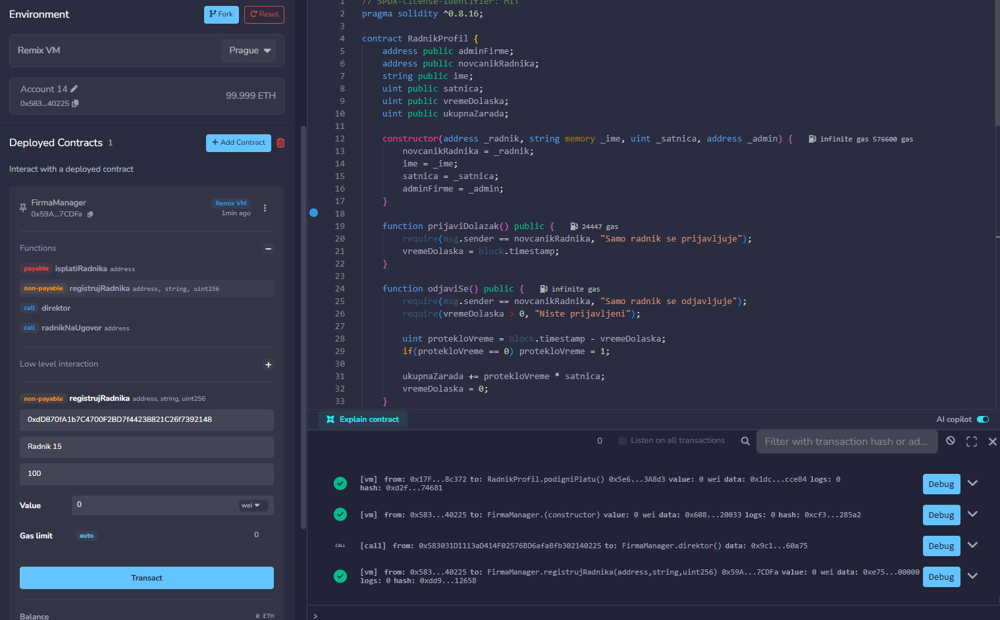 Environment
Fork
Reset
Remix VM
Prague
Account 14
0x583...40225
99.999 ETH
Deployed Contracts 1
+ Add Contract
Interact with a deployed contract
FirmaManager
0x59A...7CDFa
Remix VM
1min ago
Functions
payable isplatiRadnika address
non-payable registrujRadnika address, string, uint256
call direktor
call radnikNaUgovor address
Low level interaction
non-payable registrujRadnika address, string, uint256
0xdD870fA1b7C4700F2BD7f44238821C26f7392148
Radnik 15
100
Value 0 wei
Gas limit auto 0
Transact
Balance 0 ETH
1 // SPDX-License-Identifier: MIT
2 pragma solidity ^0.8.16;
3
4 contract RadnikProfil {
5 address public adminFirme;
6 address public novcanikRadnika;
7 string public ime;
8 uint public satnica;
9 uint public vremeDolaska;
10 uint public ukupnaZarada;
11
12 constructor(address _radnik, string memory _ime, uint _satnica, address _admin) { infinite gas 576600 gas
13 novcanikRadnika = _radnik;
14 ime = _ime;
15 satnica = _satnica;
16 adminFirme = _admin;
17 }
18
19 function prijaviDolazak() public { 24447 gas
20 require(msg.sender == novcanikRadnika, "Samo radnik se prijavljuje");
21 vremeDolaska = block.timestamp;
22 }
23
24 function odjaviSe() public { infinite gas
25 require(msg.sender == novcanikRadnika, "Samo radnik se odjavljuje");
26 require(vremeDolaska > 0, "Niste prijavljeni");
27
28 uint protekloVreme = block.timestamp - vremeDolaska;
29 if(protekloVreme == 0) protekloVreme = 1;
30
31 ukupnaZarada += protekloVreme * satnica;
32 vremeDolaska = 0;
33 }
Explain contract
AI copilot
0
Listen on all transactions
Filter with transaction hash or ad...
[vm] from: 0x17F...8c372 to: RadnikProfil.podigniPlatu() 0x5e6...3A8d3 value: 0 wei data: 0x1dc...cce84 logs: 0
hash: 0xd2f...74681
Debug
[vm] from: 0x583...40225 to: FirmaManager.(constructor) value: 0 wei data: 0x608...20033 logs: 0 hash: 0xcf3...285a2
Debug
CALL [call] from: 0x583031D1113aD414F02576BD6afaBfb302140225 to: FirmaManager.direktor() data: 0x9c1...60a75
Debug
[vm] from: 0x583...40225 to: FirmaManager.registrujRadnika(address,string,uint256) 0x59A...7CDFa value: 0 wei data: 0xe75...00000
logs: 0 hash: 0xdd9...12658
Debug
>